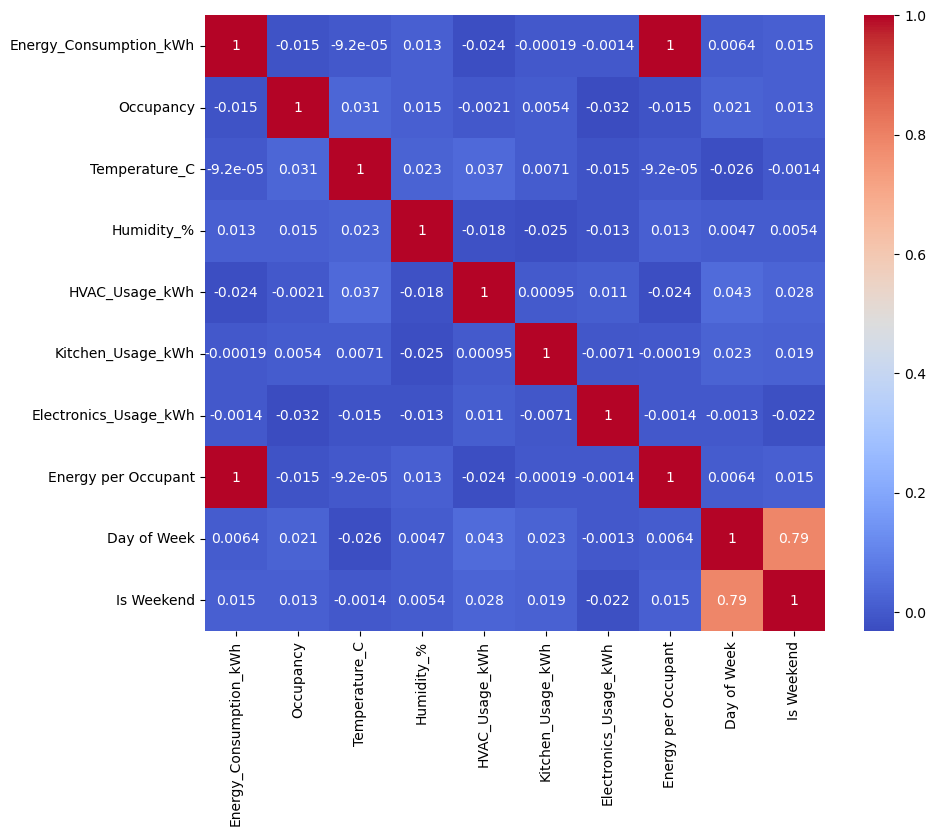 Energy_Consumption_kWh 1 -0.015 -9.2e-05 0.013 -0.024 -0.00019 -0.0014 1 0.0064 0.015
Occupancy -0.015 1 0.031 0.015 -0.0021 0.0054 -0.032 -0.015 0.021 0.013
Temperature_C -9.2e-05 0.031 1 0.023 0.037 0.0071 -0.015 -9.2e-05 -0.026 -0.0014
Humidity_% 0.013 0.015 0.023 1 -0.018 -0.025 -0.013 0.013 0.0047 0.0054
HVAC_Usage_kWh -0.024 -0.0021 0.037 -0.018 1 0.00095 0.011 -0.024 0.043 0.028
Kitchen_Usage_kWh -0.00019 0.0054 0.0071 -0.025 0.00095 1 -0.0071 -0.00019 0.023 0.019
Electronics_Usage_kWh -0.0014 -0.032 -0.015 -0.013 0.011 -0.0071 1 -0.0014 -0.0013 -0.022
Energy per Occupant 1 -0.015 -9.2e-05 0.013 -0.024 -0.00019 -0.0014 1 0.0064 0.015
Day of Week 0.0064 0.021 -0.026 0.0047 0.043 0.023 -0.0013 0.0064 1 0.79
Is Weekend 0.015 0.013 -0.0014 0.0054 0.028 0.019 -0.022 0.015 0.79 1
Energy_Consumption_kWh
Occupancy
Temperature_C
Humidity_%
HVAC_Usage_kWh
Kitchen_Usage_kWh
Electronics_Usage_kWh
Energy per Occupant
Day of Week
Is Weekend
1.0
0.8
0.6
0.4
0.2
0.0